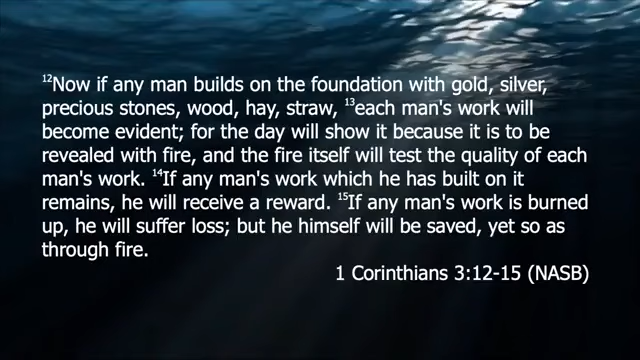 ¹²Now if any man builds on the foundation with gold, silver,
precious stones, wood, hay, straw, ¹³each man's work will
become evident; for the day will show it because it is to be
revealed with fire, and the fire itself will test the quality of each
man's work. ¹⁴If any man's work which he has built on it
remains, he will receive a reward. ¹⁵If any man's work is burned
up, he will suffer loss; but he himself will be saved, yet so as
through fire.
1 Corinthians 3:12-15 (NASB)